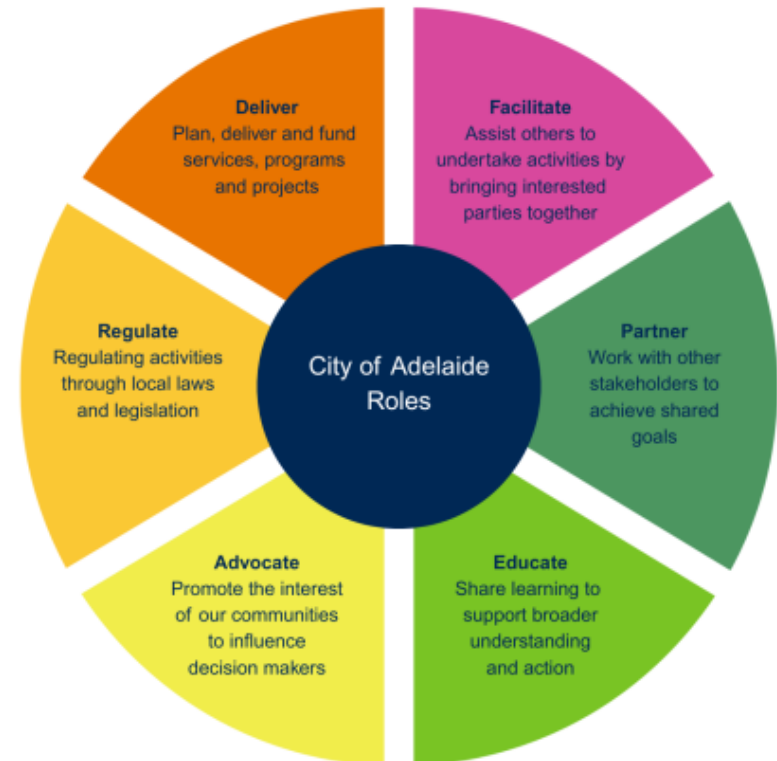 Deliver
Plan, deliver and fund
services, programs
and projects
Facilitate
Assist others to
undertake activities by
bringing interested
parties together
Regulate
Regulating activities
through local laws
and legislation
City of Adelaide
Roles
Partner
Work with other
stakeholders to
achieve shared
goals
Advocate
Promote the interest
of our communities
to influence
decision makers
Educate
Share learning to
support broader
understanding
and action